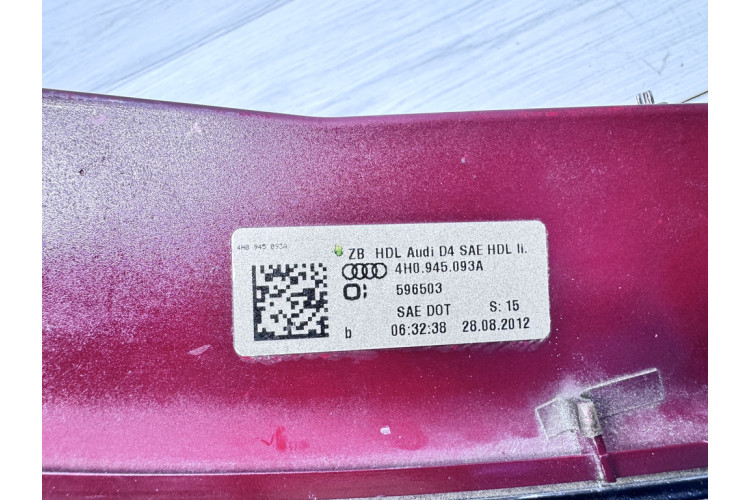 4H0 945 093A
ZB HDL Audi D4 SAE HDL li.
4H0.945.093A
596503
SAE DOT S: 15
b 06:32:38 28.08.2012